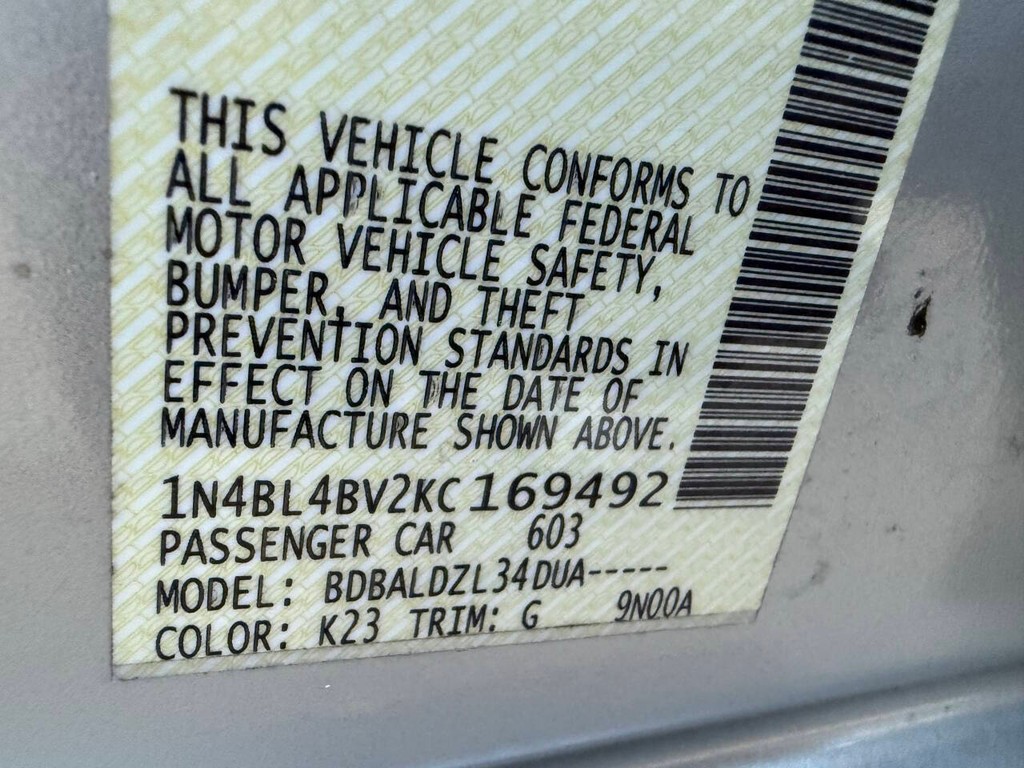 THIS VEHICLE CONFORMS TO
ALL APPLICABLE FEDERAL
MOTOR VEHICLE SAFETY,
BUMPER, AND THEFT
PREVENTION STANDARDS IN
EFFECT ON THE DATE OF
MANUFACTURE SHOWN ABOVE.
1N4BL4BV2KC169492
PASSENGER CAR 603
MODEL: BDBALDZL34DUA-----
COLOR: K23 TRIM: G 9N00A